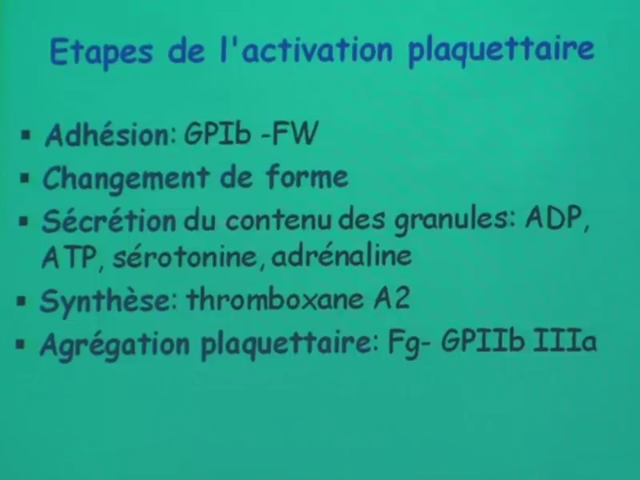 Etapes de l'activation plaquettaire
▪ Adhésion: GPIb -FW
▪ Changement de forme
▪ Sécrétion du contenu des granules: ADP,
ATP, sérotonine, adrénaline
▪ Synthèse: thromboxane A2
▪ Agrégation plaquettaire: Fg- GPIIb IIIa